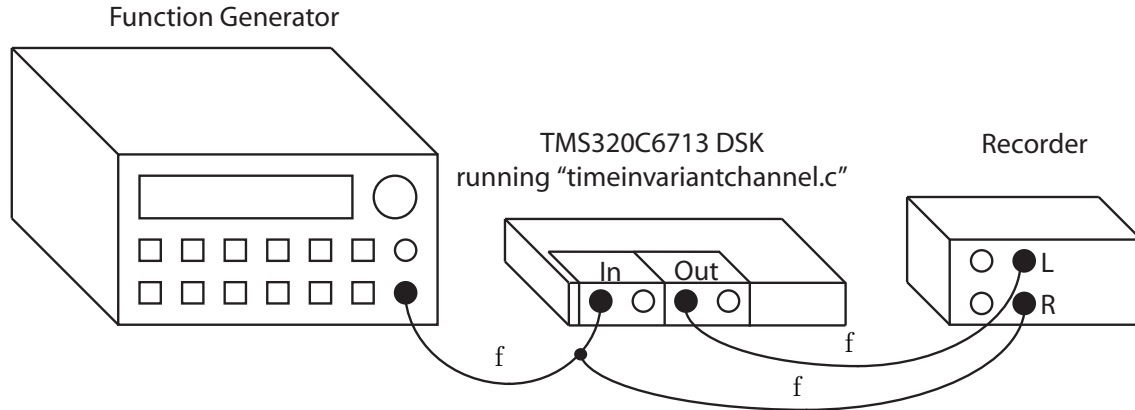 Function Generator
TMS320C6713 DSK
running “timeinvariantchannel.c”
Recorder
In
Out
L
R
f
f
f